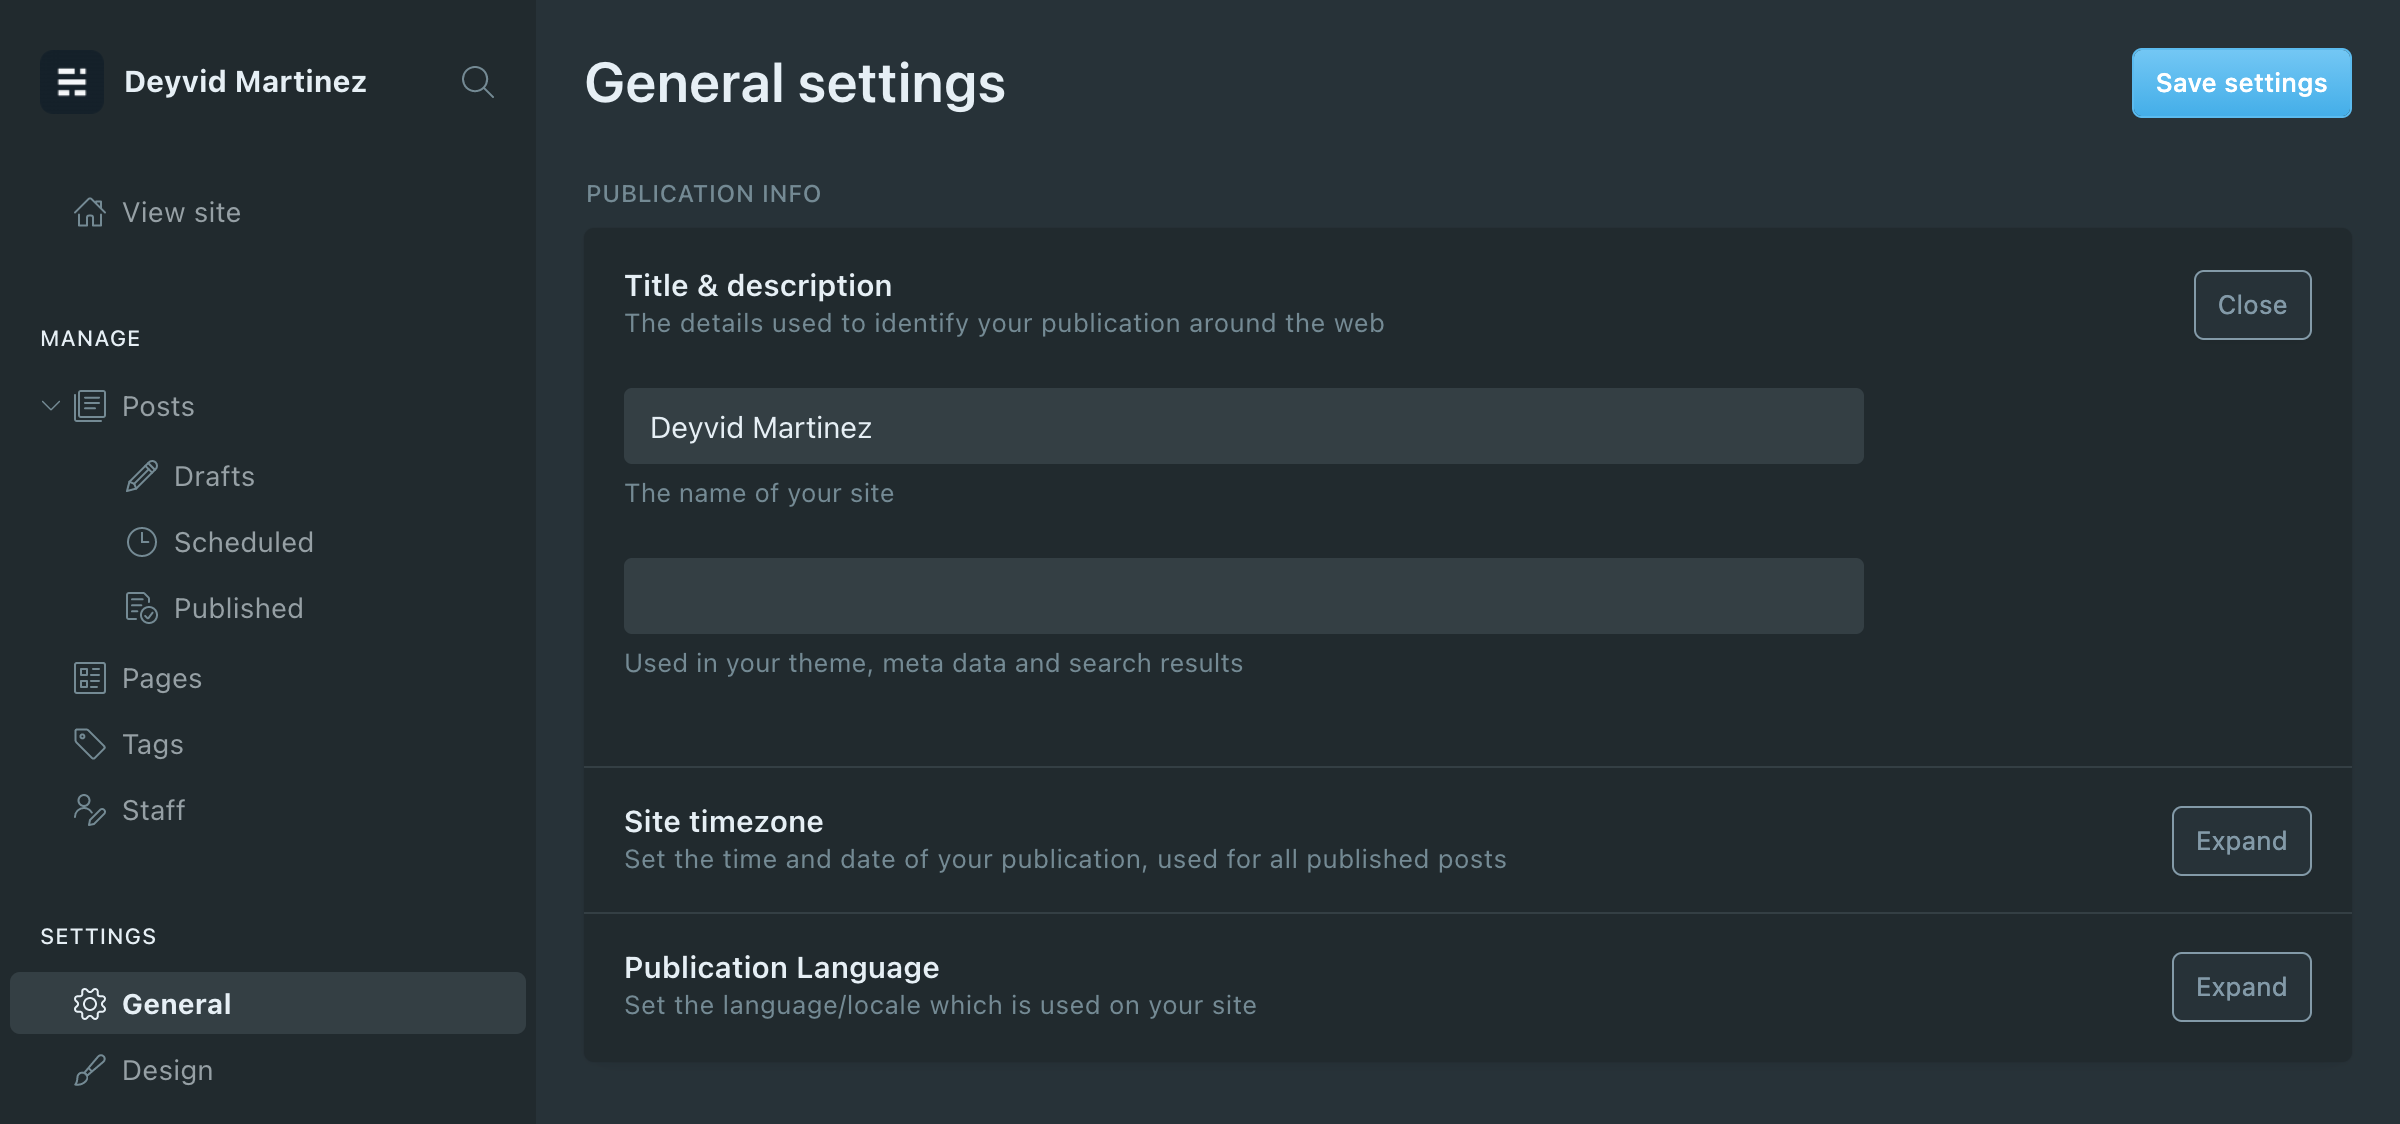 Deyvid Martinez
View site
MANAGE
Posts
Drafts
Scheduled
Published
Pages
Tags
Staff
SETTINGS
General
Design
General settings
Save settings
PUBLICATION INFO
Title & description
The details used to identify your publication around the web
Close
Deyvid Martinez
The name of your site
Used in your theme, meta data and search results
Site timezone
Set the time and date of your publication, used for all published posts
Expand
Publication Language
Set the language/locale which is used on your site
Expand